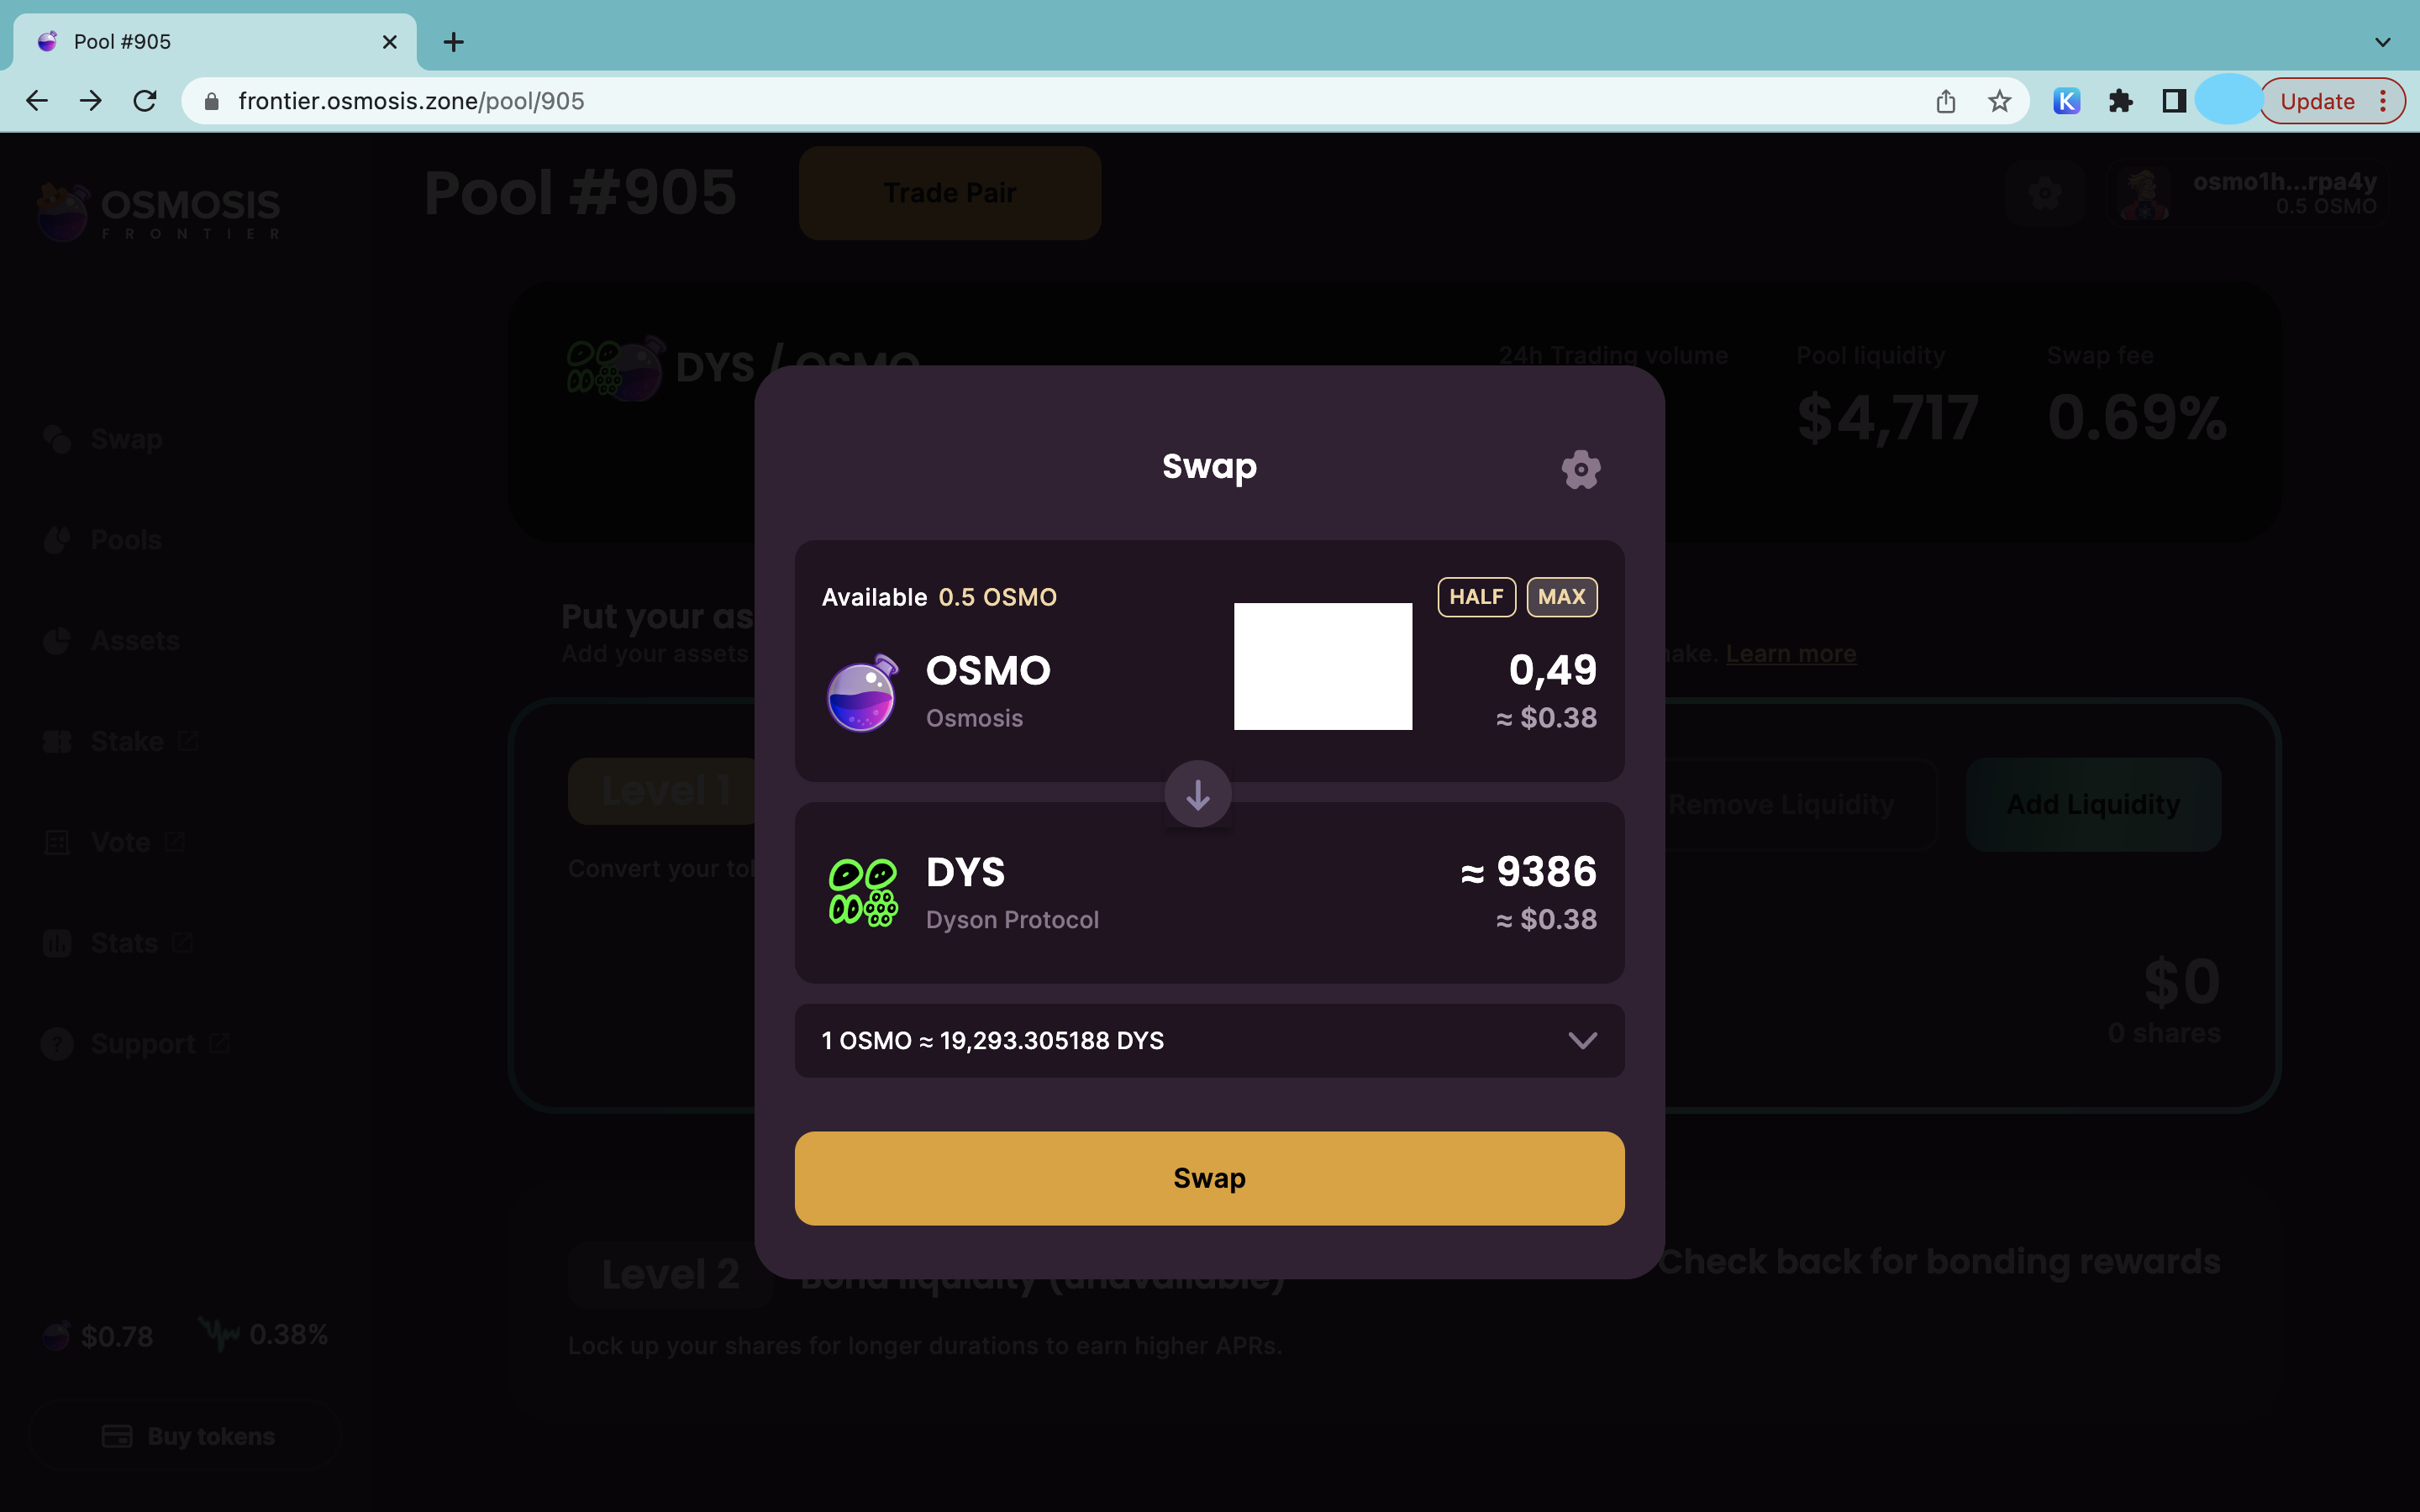 Pool #905
frontier.osmosis.zone/pool/905
K
Update
OSMOSIS
FRONTIER
Pool #905
Trade Pair
osmo1h...rpa4y
0.5 OSMO
DYS / OSMO
24h Trading volume
Pool liquidity
$4,717
Swap fee
0.69%
Swap
Pools
Assets
Stake
Vote
Stats
Support
$0.78
0.38%
Buy tokens
Put your as
Add your assets
ake. Learn more
Level 1
Convert your to
Remove Liquidity
Add Liquidity
$0
0 shares
Swap
Available 0.5 OSMO
HALF
MAX
OSMO
0,49
Osmosis
≈ $0.38
DYS
≈ 9386
Dyson Protocol
≈ $0.38
1 OSMO ≈ 19,293.305188 DYS
Swap
Level 2
Bond liquidity (unavailable)
Check back for bonding rewards
Lock up your shares for longer durations to earn higher APRs.